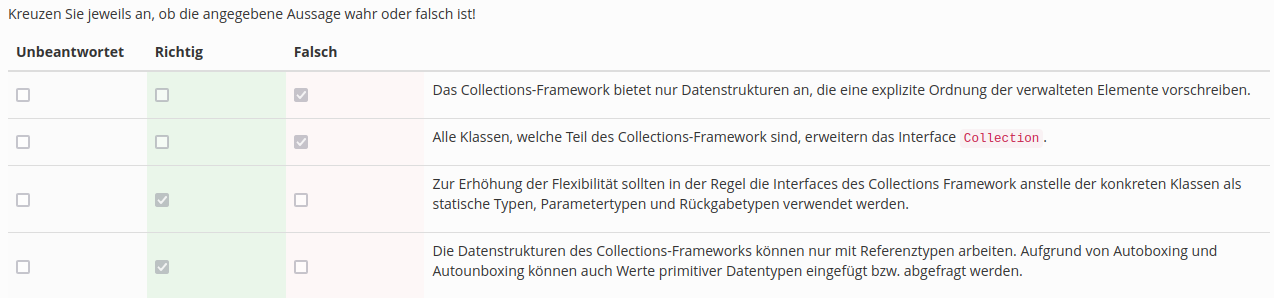 Kreuzen Sie jeweils an, ob die angegebene Aussage wahr oder falsch ist!
Unbeantwortet Richtig Falsch
Das Collections-Framework bietet nur Datenstrukturen an, die eine explizite Ordnung der verwalteten Elemente vorschreiben.
Alle Klassen, welche Teil des Collections-Framework sind, erweitern das Interface Collection.
Zur Erhöhung der Flexibilität sollten in der Regel die Interfaces des Collections Framework anstelle der konkreten Klassen als
statische Typen, Parametertypen und Rückgabetypen verwendet werden.
Die Datenstrukturen des Collections-Frameworks können nur mit Referenztypen arbeiten. Aufgrund von Autoboxing und
Autounboxing können auch Werte primitiver Datentypen eingefügt bzw. abgefragt werden.